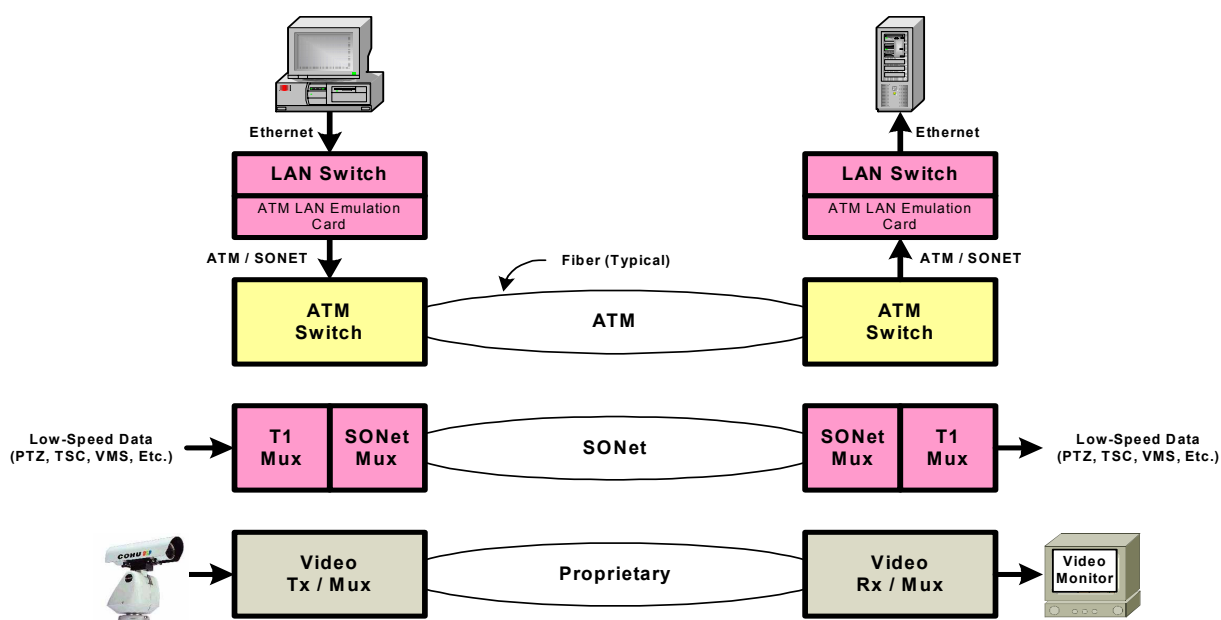 Ethernet
Ethernet
LAN Switch
LAN Switch
ATM LAN Emulation
Card
ATM LAN Emulation
Card
ATM / SONET
Fiber (Typical)
ATM / SONET
ATM
Switch
ATM
ATM
Switch
Low-Speed Data
(PTZ, TSC, VMS, Etc.)
T1
Mux
SONet
Mux
SONet
SONet
Mux
T1
Mux
Low-Speed Data
(PTZ, TSC, VMS, Etc.)
COHU
Video
Tx / Mux
Proprietary
Video
Rx / Mux
Video
Monitor